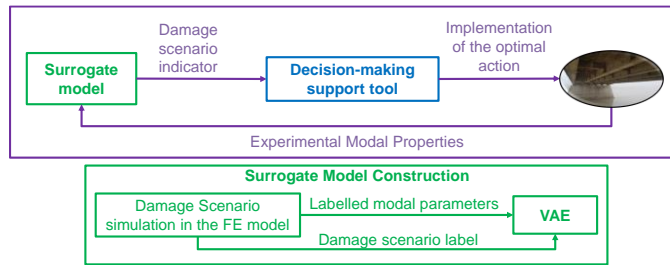 Damage
scenario
indicator
Implementation
of the optimal
action
Surrogate
model
Decision-making
support tool
Experimental Modal Properties
Surrogate Model Construction
Damage Scenario
simulation in the FE model
Labelled modal parameters
VAE
Damage scenario label